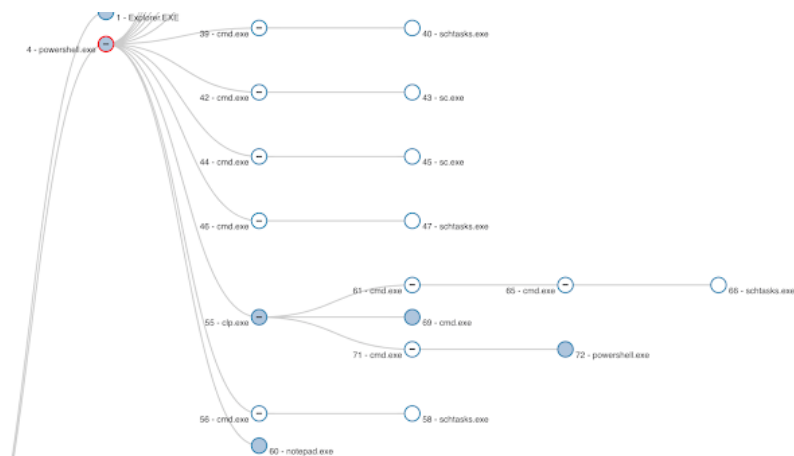 1 - Explorer.EXE
4 - powershell.exe
39 - cmd.exe
40 - schtasks.exe
42 - cmd.exe
43 - sc.exe
44 - cmd.exe
45 - sc.exe
46 - cmd.exe
47 - schtasks.exe
61 - cmd.exe
65 - cmd.exe
66 - schtasks.exe
55 - clp.exe
69 - cmd.exe
71 - cmd.exe
72 - powershell.exe
56 - cmd.exe
58 - schtasks.exe
60 - notepad.exe